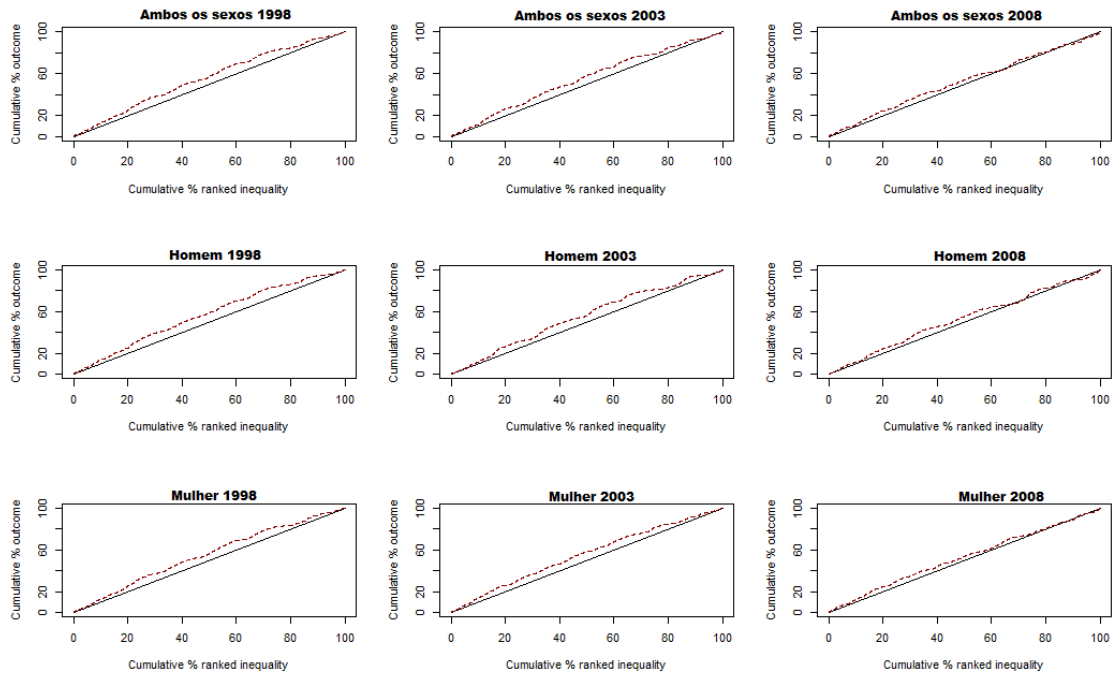 Ambos os sexos 1998
Cumulative % outcome
0 20 60 100
0 20 40 60 80 100
Cumulative % ranked inequality
Ambos os sexos 2003
Cumulative % outcome
0 20 60 100
0 20 40 60 80 100
Cumulative % ranked inequality
Ambos os sexos 2008
Cumulative % outcome
0 20 60 100
0 20 40 60 80 100
Cumulative % ranked inequality
Homem 1998
Cumulative % outcome
0 20 60 100
0 20 40 60 80 100
Cumulative % ranked inequality
Homem 2003
Cumulative % outcome
0 20 60 100
0 20 40 60 80 100
Cumulative % ranked inequality
Homem 2008
Cumulative % outcome
0 20 60 100
0 20 40 60 80 100
Cumulative % ranked inequality
Mulher 1998
Cumulative % outcome
0 20 60 100
0 20 40 60 80 100
Cumulative % ranked inequality
Mulher 2003
Cumulative % outcome
0 20 60 100
0 20 40 60 80 100
Cumulative % ranked inequality
Mulher 2008
Cumulative % outcome
0 20 60 100
0 20 40 60 80 100
Cumulative % ranked inequality